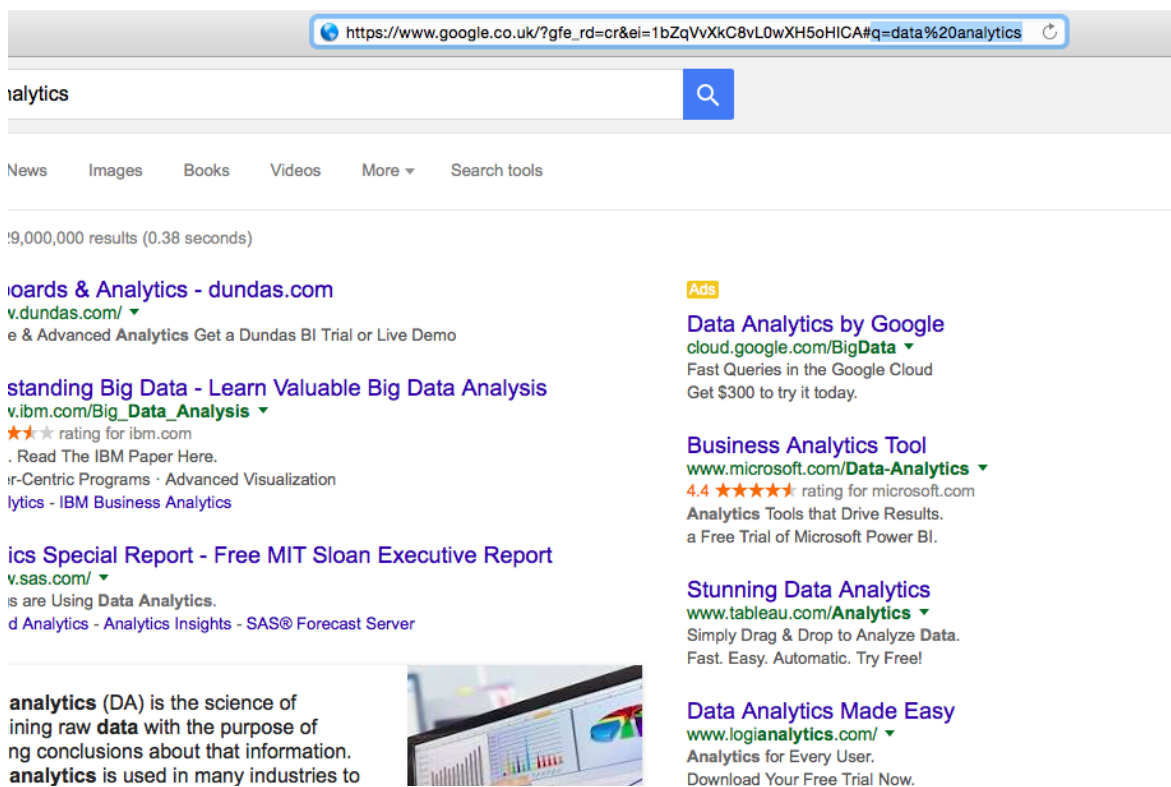 https://www.google.co.uk/?gfe_rd=cr&ei=1bZqVvXkC8vL0wXH5oHICA#q=data%20analytics
nalytics
News Images Books Videos More Search tools
29,000,000 results (0.38 seconds)
oards & Analytics - dundas.com
w.dundas.com/
e & Advanced Analytics Get a Dundas BI Trial or Live Demo
standing Big Data - Learn Valuable Big Data Analysis
w.ibm.com/Big_Data_Analysis
rating for ibm.com
. Read The IBM Paper Here.
r-Centric Programs · Advanced Visualization
lytics - IBM Business Analytics
ics Special Report - Free MIT Sloan Executive Report
w.sas.com/
s are Using Data Analytics.
d Analytics - Analytics Insights - SAS® Forecast Server
analytics (DA) is the science of
ining raw data with the purpose of
ng conclusions about that information.
analytics is used in many industries to
Ads
Data Analytics by Google
cloud.google.com/BigData
Fast Queries in the Google Cloud
Get $300 to try it today.
Business Analytics Tool
www.microsoft.com/Data-Analytics
4.4 rating for microsoft.com
Analytics Tools that Drive Results.
a Free Trial of Microsoft Power BI.
Stunning Data Analytics
www.tableau.com/Analytics
Simply Drag & Drop to Analyze Data.
Fast. Easy. Automatic. Try Free!
Data Analytics Made Easy
www.logianalytics.com/
Analytics for Every User.
Download Your Free Trial Now.